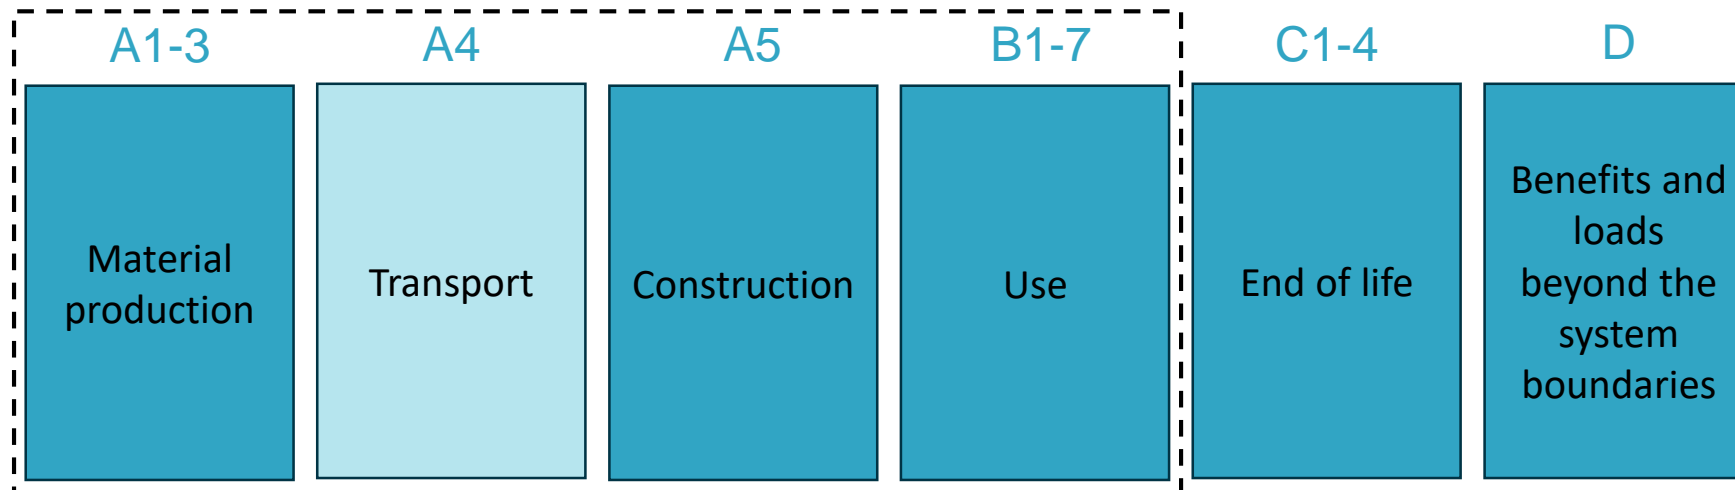 A1-3
A4
A5
B1-7
C1-4
D
Material
production
Transport
Construction
Use
End of life
Benefits and
loads
beyond the
system
boundaries